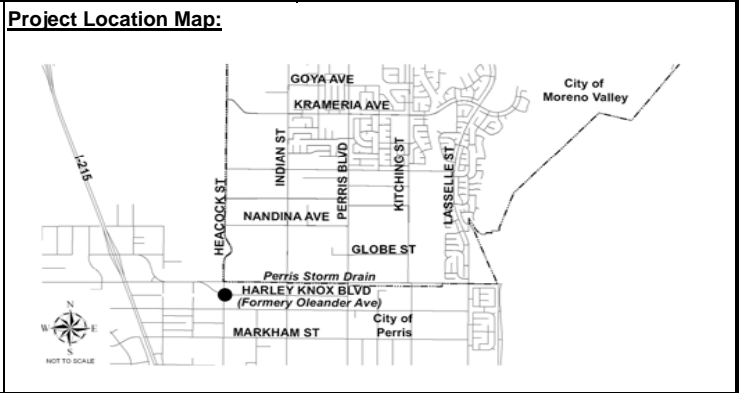 Project Location Map:
GOYA AVE
City of
Moreno Valley
KRAMERIA AVE
I-215
HEACOCK ST
INDIAN ST
PERRIS BLVD
KITCHING ST
LASSELLE ST
NANDINA AVE
GLOBE ST
Perris Storm Drain
HARLEY KNOX BLVD
(Formery Oleander Ave)
City of
Perris
MARKHAM ST
N
W
E
S
NOT TO SCALE